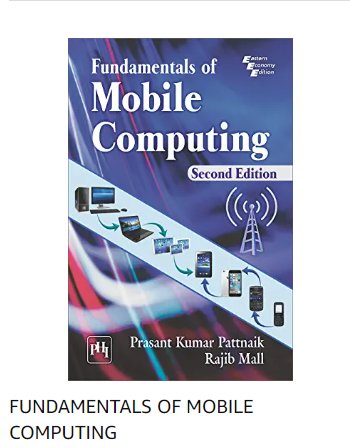 Eastern
Economy
Edition
Fundamentals of
Mobile
Computing
Second Edition
PHI
Prasant Kumar Pattnaik
Rajib Mall
FUNDAMENTALS OF MOBILE
COMPUTING